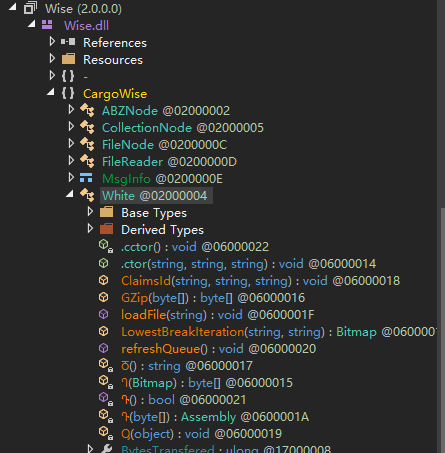 Wise (2.0.0.0)
Wise.dll
References
Resources
{ } -
{ } CargoWise
ABZNode @02000002
CollectionNode @02000005
FileNode @0200000C
FileReader @0200000D
MsgInfo @0200000E
White @02000004
Base Types
Derived Types
.cctor() : void @06000022
.ctor(string, string, string) : void @06000014
ClaimsId(string, string, string) : void @06000018
GZip(byte[]) : byte[] @06000016
loadFile(string) : void @0600001F
LowestBreakIteration(string, string) : Bitmap @0600001
refreshQueue() : void @06000020
() : string @06000017
(Bitmap) : byte[] @06000015
() : bool @06000021
(byte[]) : Assembly @0600001A
(object) : void @06000019
BytesTransfered : ulong @17000008